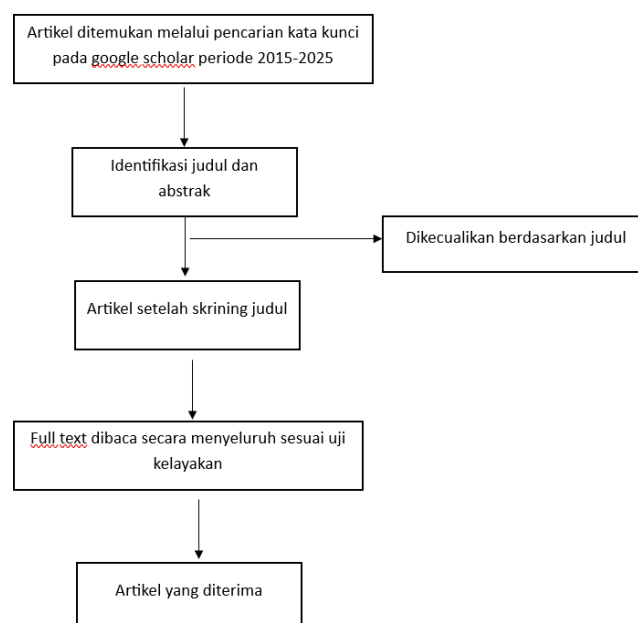 Artikel ditemukan melalui pencarian kata kunci
pada google scholar periode 2015-2025
Identifikasi judul dan
abstrak
Dikecualikan berdasarkan judul
Artikel setelah skrining judul
Full text dibaca secara menyeluruh sesuai uji
kelayakan
Artikel yang diterima